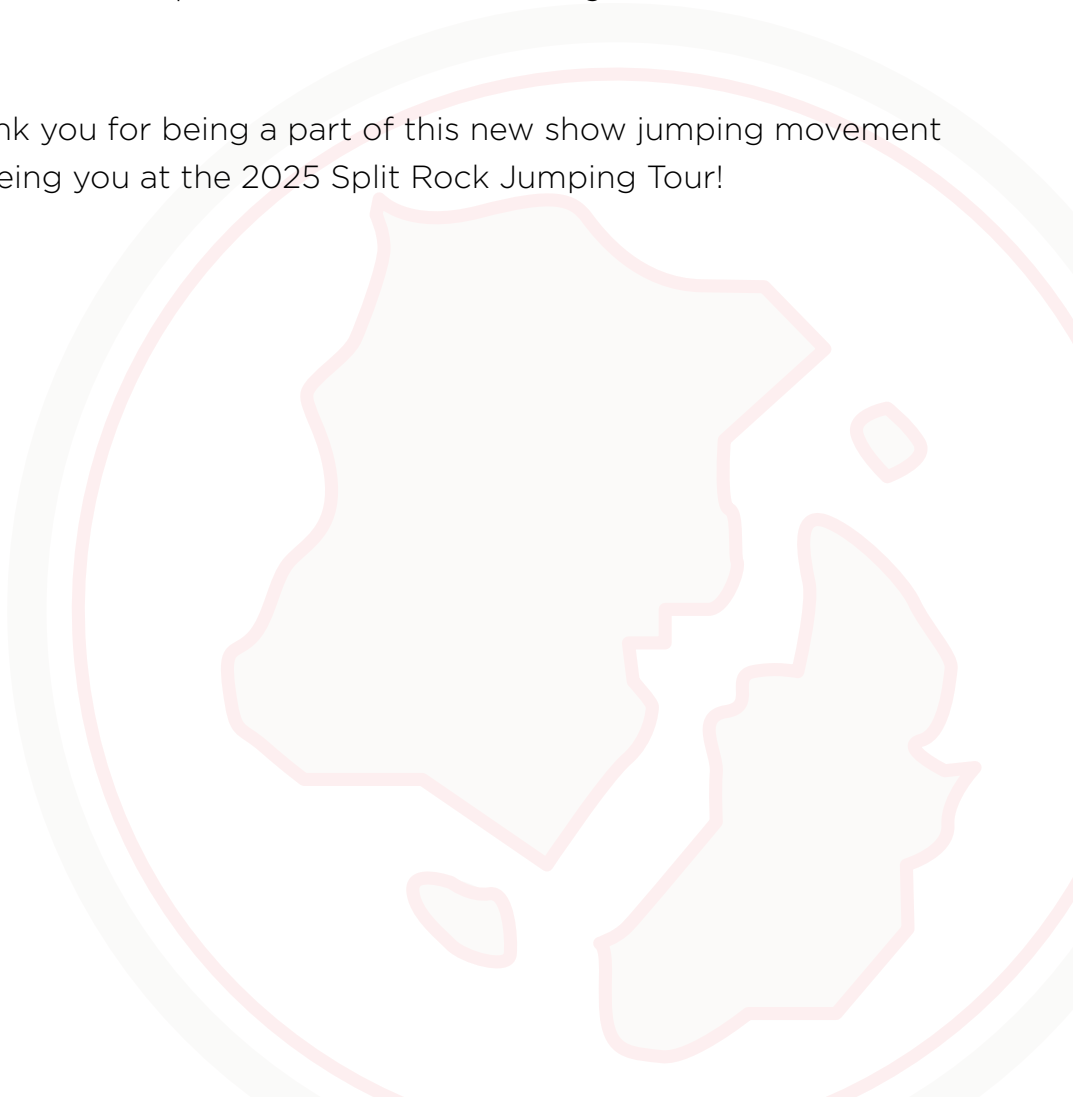 nk you for being a part of this new show jumping movement
eing you at the 2025 Split Rock Jumping Tour!